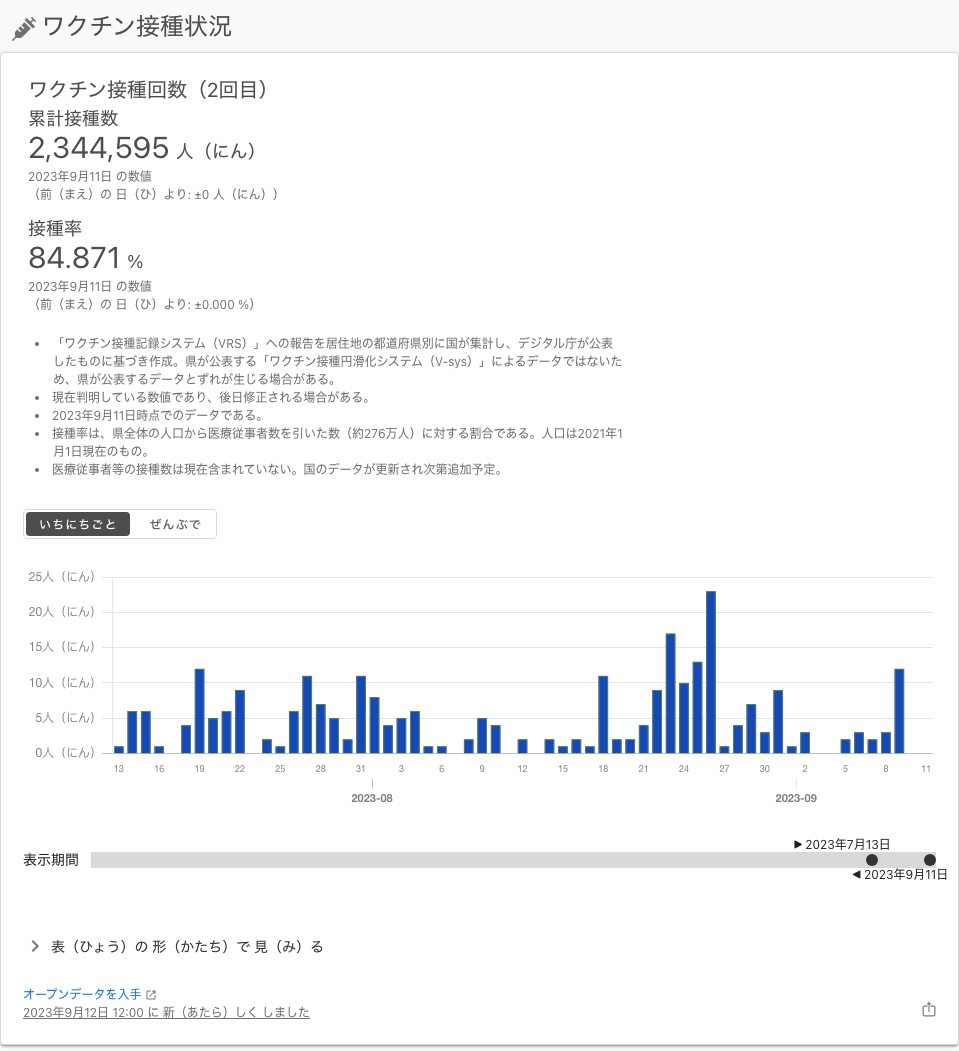 ワクチン接種状況
ワクチン接種回数（2回目）
累計接種数
2,344,595 人（にん）
2023年9月11日 の数値
（前（まえ）の 日（ひ）より: ±0 人（にん））
接種率
84.871 %
2023年9月11日 の数値
（前（まえ）の 日（ひ）より: ±0.000 %）
• 「ワクチン接種記録システム（VRS）」への報告を居住地の都道府県別に国が集計し、デジタル庁が公表
したものに基づき作成。県が公表する「ワクチン接種円滑化システム（V-sys）」によるデータではないた
め、県が公表するデータとずれが生じる場合がある。
• 現在判明している数値であり、後日修正される場合がある。
• 2023年9月11日時点でのデータである。
• 接種率は、県全体の人口から医療従事者数を引いた数（約276万人）に対する割合である。人口は2021年1
月1日現在のもの。
• 医療従事者等の接種数は現在含まれていない。国のデータが更新され次第追加予定。
いちにちごと ぜんぶで
25人（にん）
20人（にん）
15人（にん）
10人（にん）
5人（にん）
0人（にん）
13 16 19 22 25 28 31 3 6 9 12 15 18 21 24 27 30 2 5 8 11
2023-08 2023-09
▶ 2023年7月13日
表示期間
◀ 2023年9月11日
表（ひょう）の 形（かたち）で 見（み）る
オープンデータを入手
2023年9月12日 12:00 に 新（あたら）しく しました